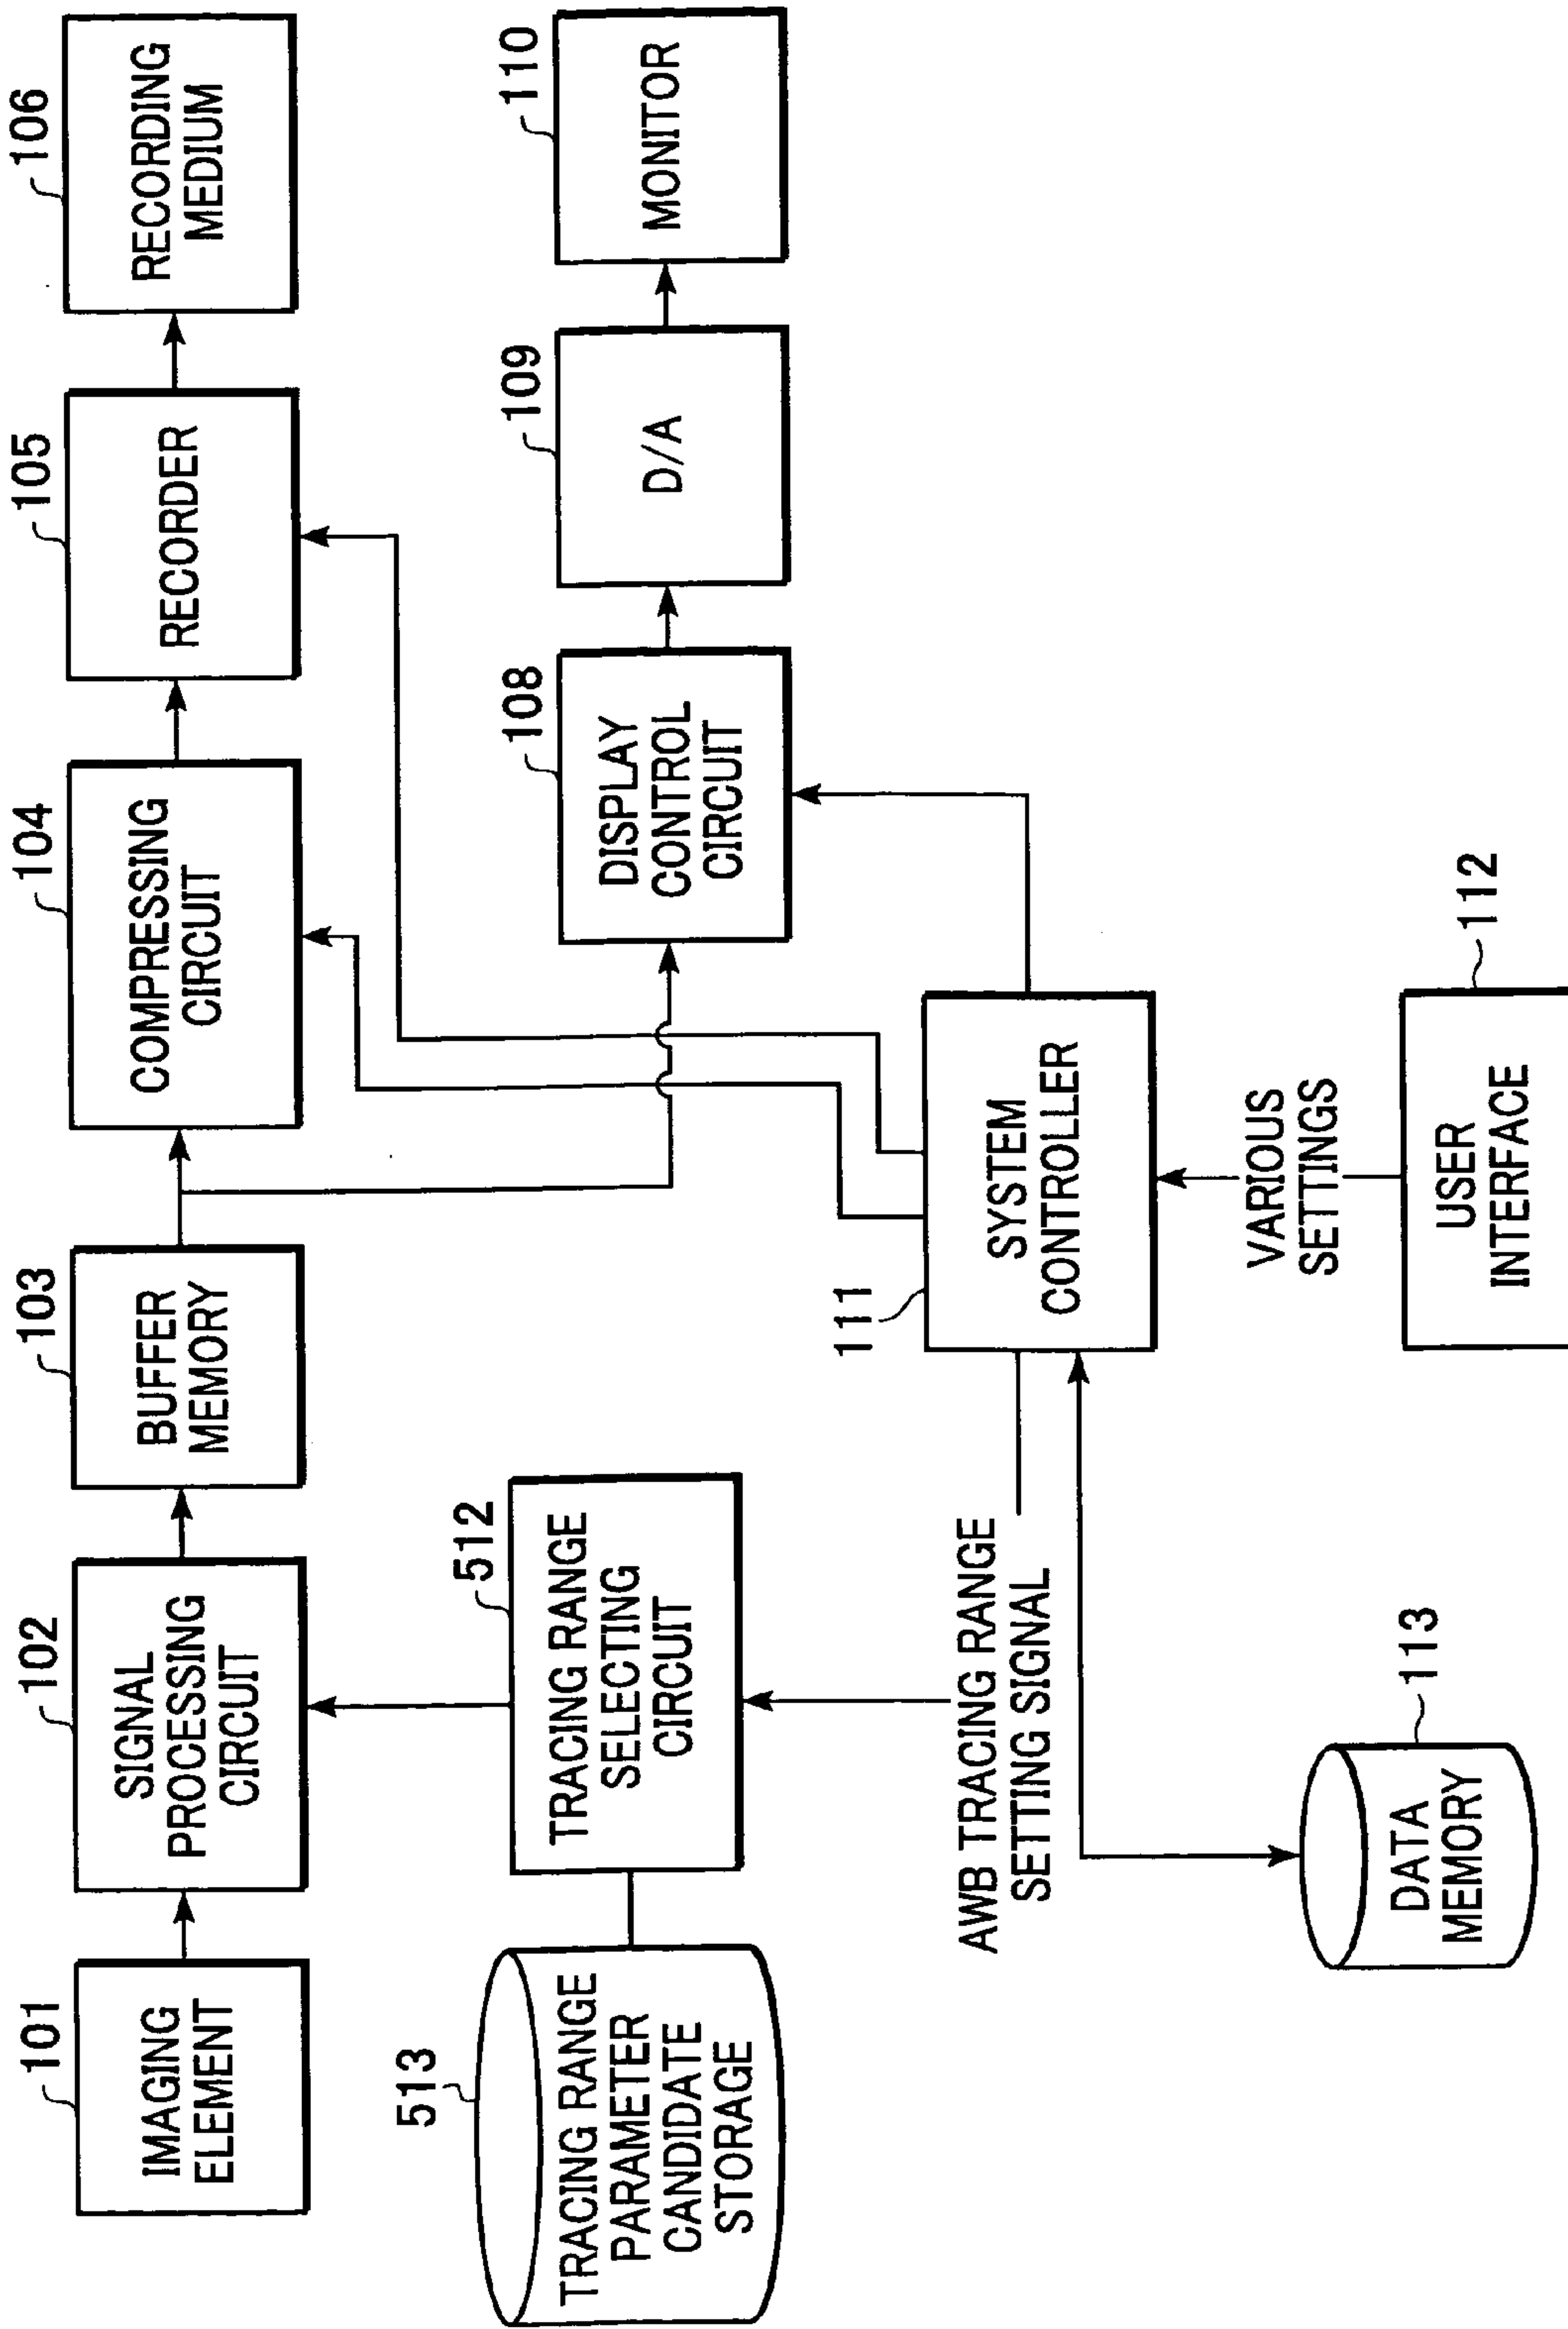 101
IMAGING
ELEMENT
102
SIGNAL
PROCESSING
CIRCUIT
103
BUFFER
MEMORY
104
COMPRESSING
CIRCUIT
105
RECORDER
106
RECORDING
MEDIUM
513
TRACING RANGE
PARAMETER
CANDIDATE
STORAGE
512
TRACING RANGE
SELECTING
CIRCUIT
108
DISPLAY
CONTROL
CIRCUIT
109
D/A
110
MONITOR
AWB TRACING RANGE
SETTING SIGNAL
111
SYSTEM
CONTROLLER
113
DATA
MEMORY
VARIOUS
SETTINGS
112
USER
INTERFACE